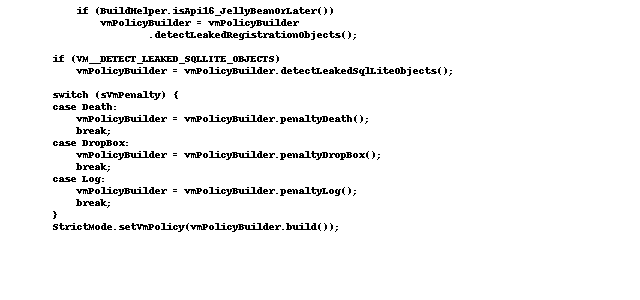 if (BuildHelper.isApi16_JellyBeanOrLater())
vmPolicyBuilder = vmPolicyBuilder
.detectLeakedRegistrationObjects();
if (VM__DETECT_LEAKED_SQLLITE_OBJECTS)
vmPolicyBuilder = vmPolicyBuilder.detectLeakedSqlLiteObjects();
switch (sVmPenalty) {
case Death:
vmPolicyBuilder = vmPolicyBuilder.penaltyDeath();
break;
case DropBox:
vmPolicyBuilder = vmPolicyBuilder.penaltyDropBox();
break;
case Log:
vmPolicyBuilder = vmPolicyBuilder.penaltyLog();
break;
}
StrictMode.setVmPolicy(vmPolicyBuilder.build());